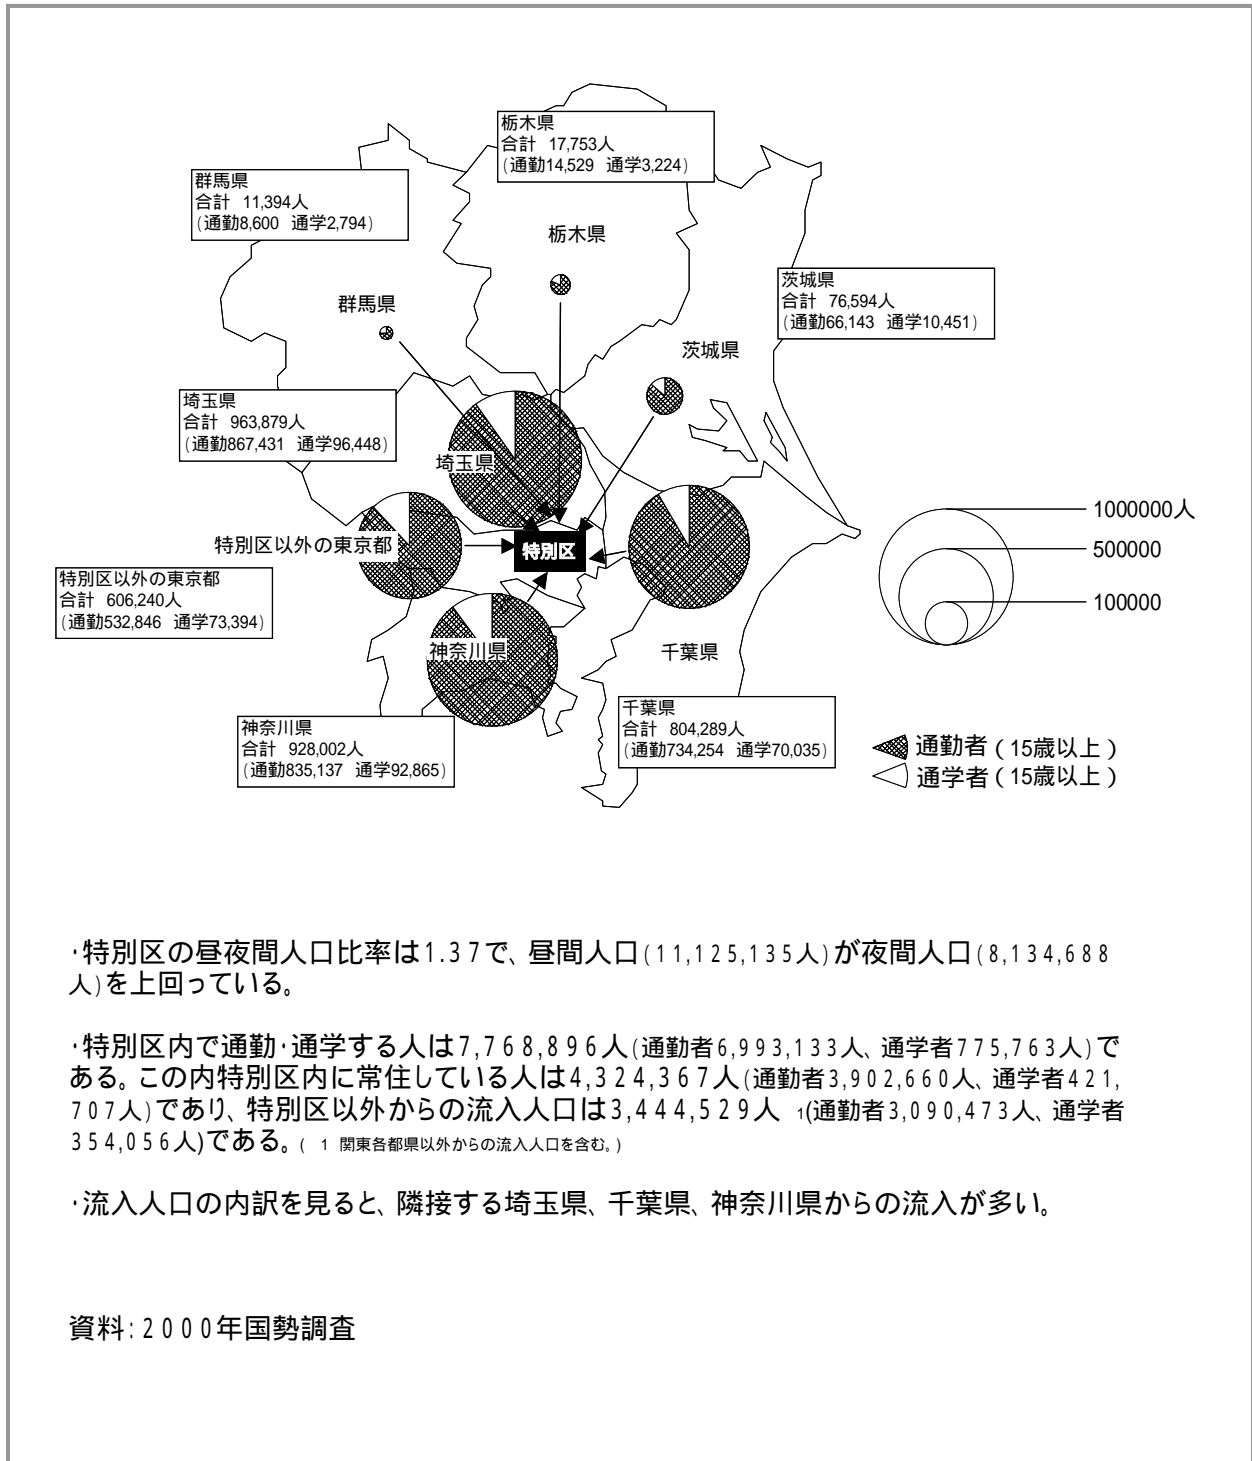 栃木県
合計 17,753人
(通勤14,529 通学3,224)
群馬県
合計 11,394人
(通勤8,600 通学2,794)
栃木県
茨城県
合計 76,594人
(通勤66,143 通学10,451)
群馬県
茨城県
埼玉県
合計 963,879人
(通勤867,431 通学96,448)
埼玉県
1000000人
特別区以外の東京都
特別区
500000
特別区以外の東京都
合計 606,240人
(通勤532,846 通学73,394)
100000
神奈川県
千葉県
神奈川県
合計 928,002人
(通勤835,137 通学92,865)
千葉県
合計 804,289人
(通勤734,254 通学70,035)
通勤者(15歳以上)
通学者(15歳以上)
・特別区の昼夜間人口比率は1.37で、昼間人口(11,125,135人)が夜間人口(8,134,688
人)を上回っている。
・特別区内で通勤・通学する人は7,768,896人(通勤者6,993,133人、通学者775,763人)で
ある。この内特別区内に常住している人は4,324,367人(通勤者3,902,660人、通学者421,
707人)であり、特別区以外からの流入人口は3,444,529人 1(通勤者3,090,473人、通学者
354,056人)である。( 1 関東各都県以外からの流入人口を含む。)
・流入人口の内訳を見ると、隣接する埼玉県、千葉県、神奈川県からの流入が多い。
資料:2000年国勢調査